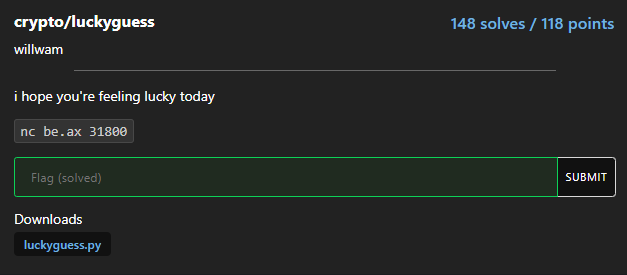 crypto/luckyguess
148 solves / 118 points
willwam
i hope you're feeling lucky today
nc be.ax 31800
Flag (solved)
SUBMIT
Downloads
luckyguess.py